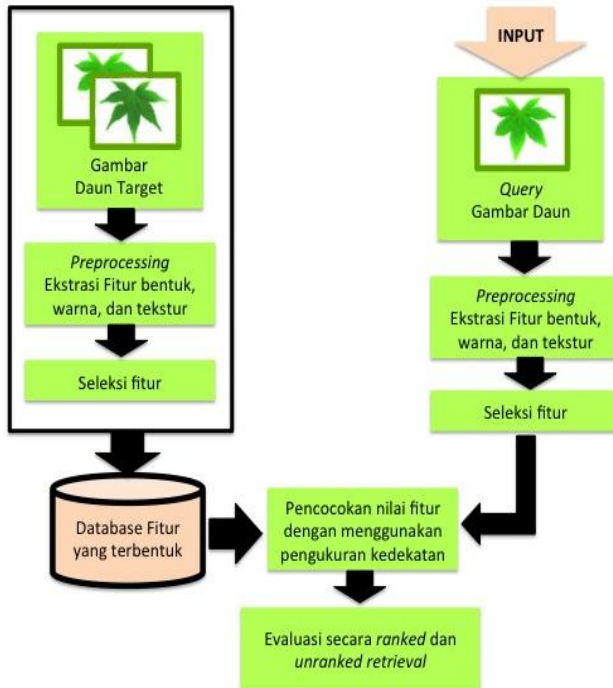 Gambar
Daun Target
Preprocessing
Ekstrasi Fitur bentuk,
warna, dan tekstur
Seleksi fitur
Database Fitur
yang terbentuk
INPUT
Query
Gambar Daun
Preprocessing
Ekstrasi Fitur bentuk,
warna, dan tekstur
Seleksi fitur
Pencocokan nilai fitur
dengan menggunakan
pengukuran kedekatan
Evaluasi secara ranked dan
unranked retrieval